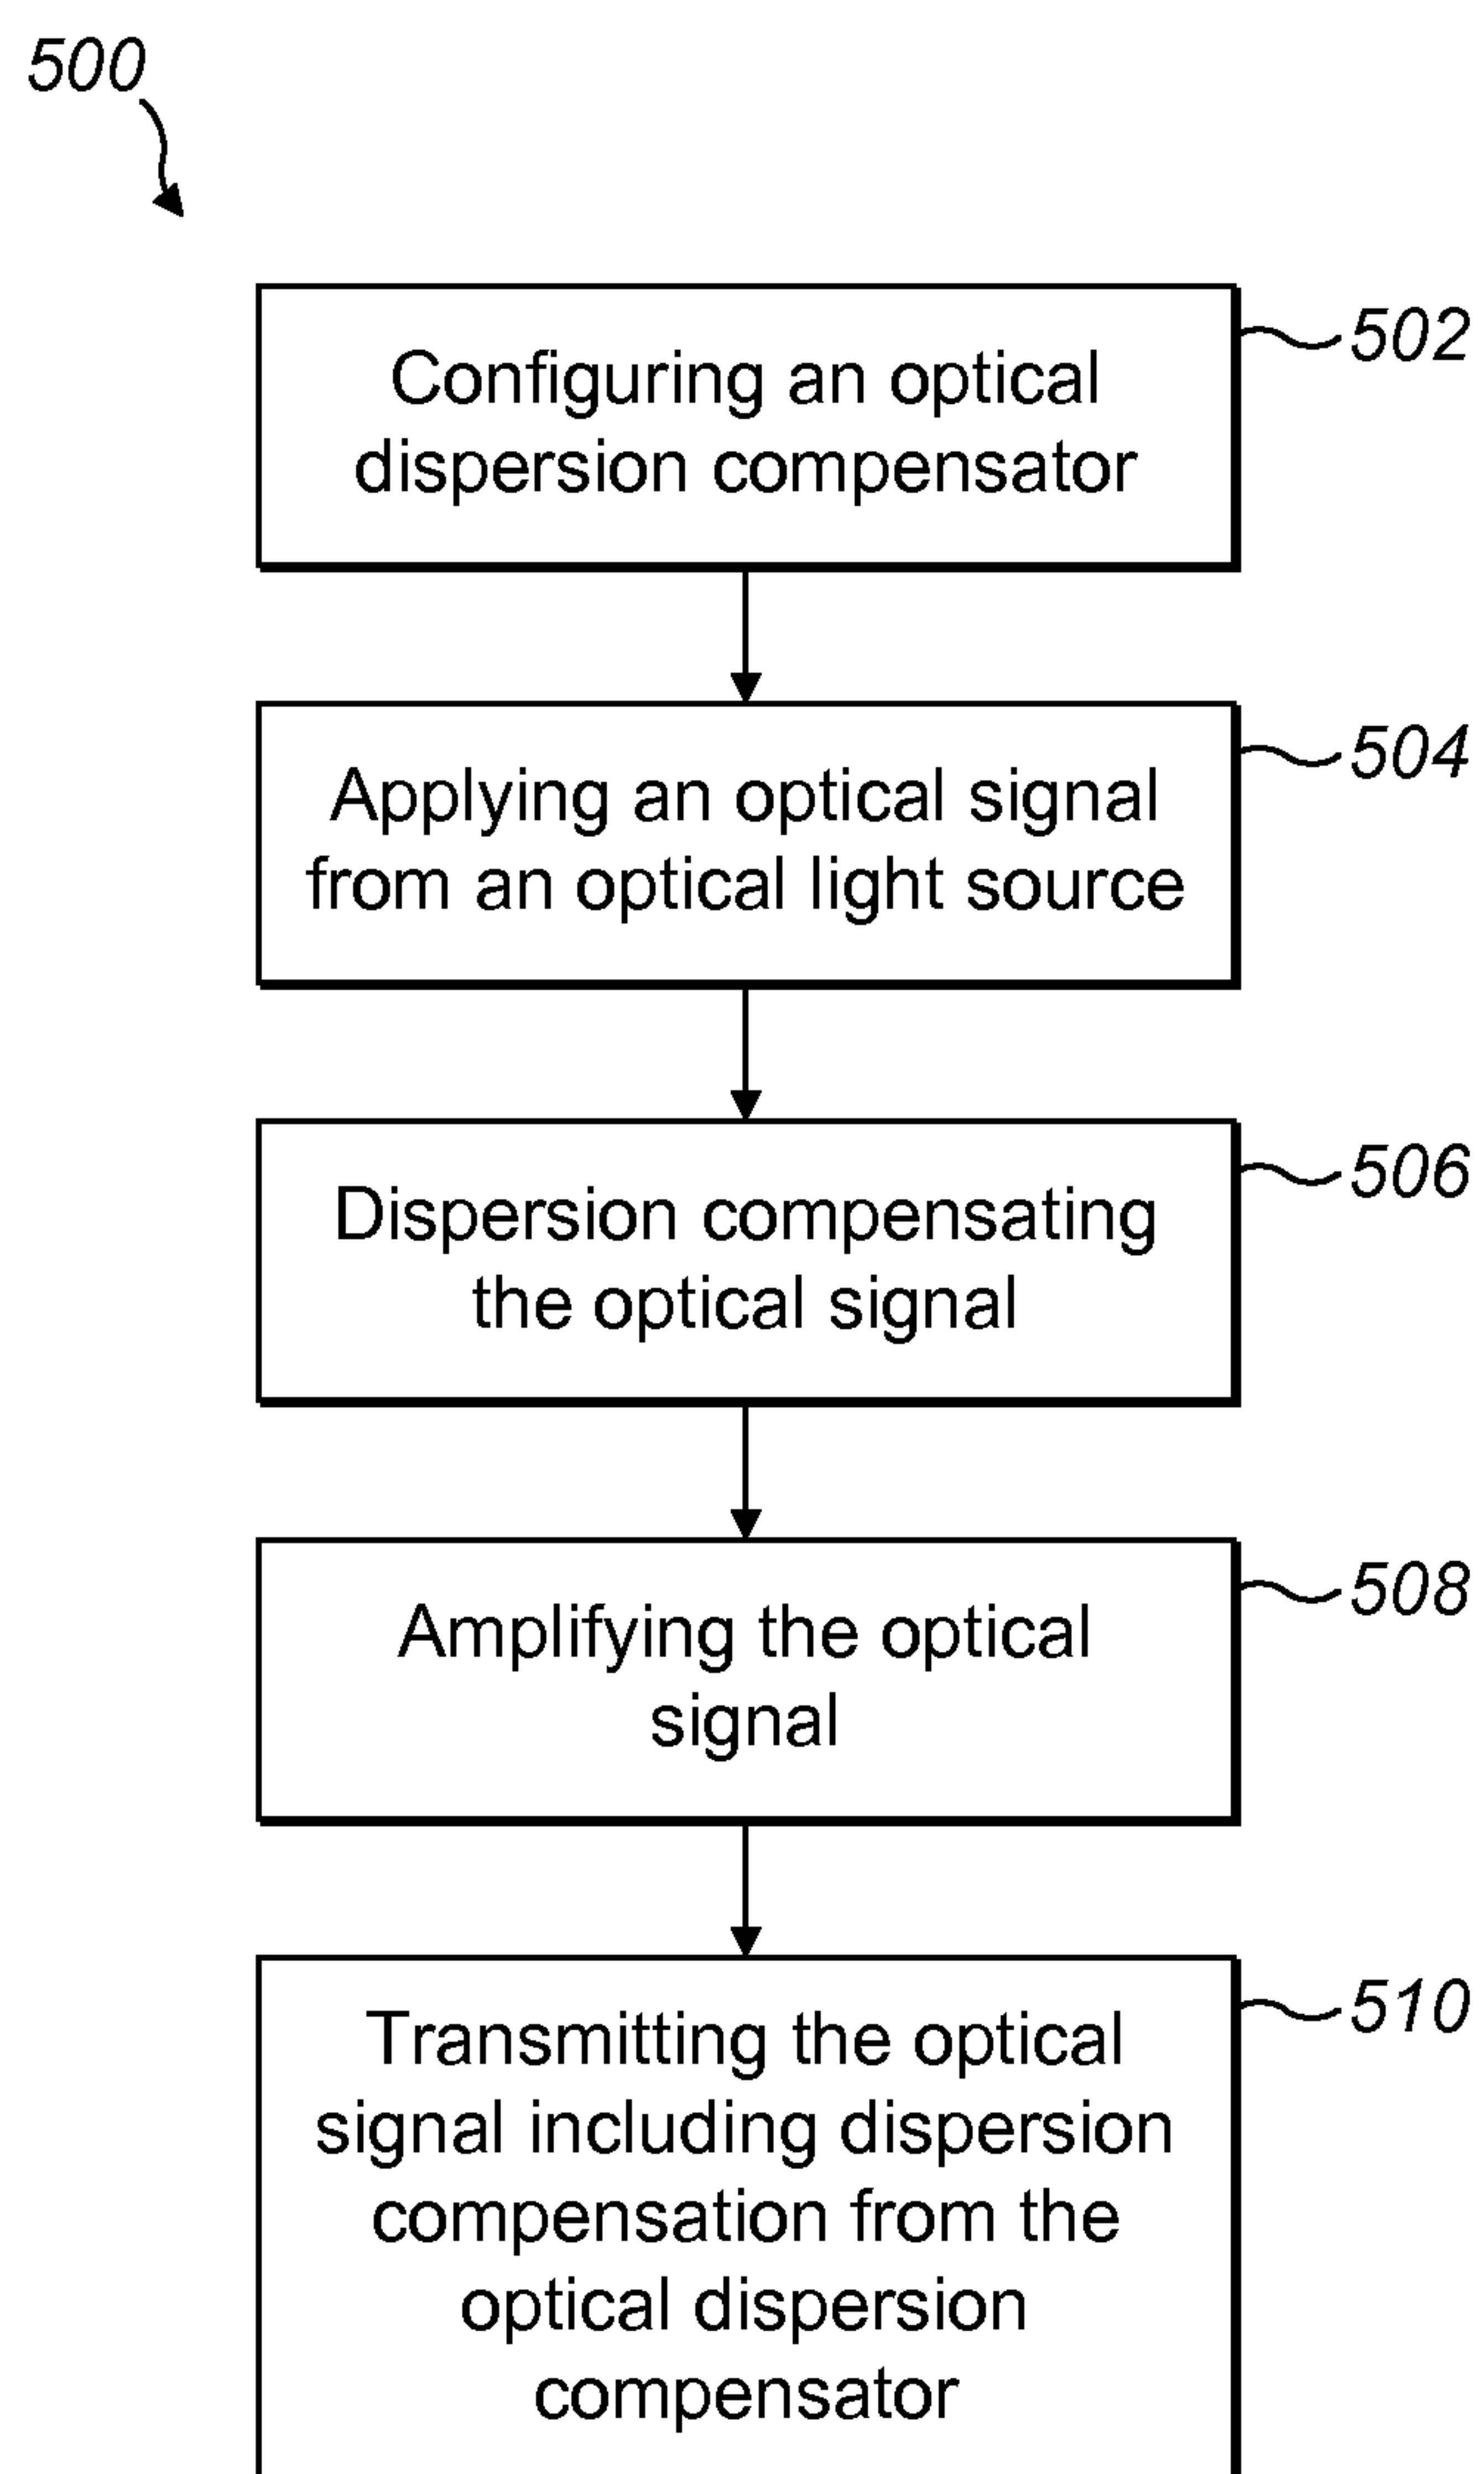 500
Configuring an optical
dispersion compensator
502
Applying an optical signal
from an optical light source
504
Dispersion compensating
the optical signal
506
Amplifying the optical
signal
508
Transmitting the optical
signal including dispersion
compensation from the
optical dispersion
compensator
510